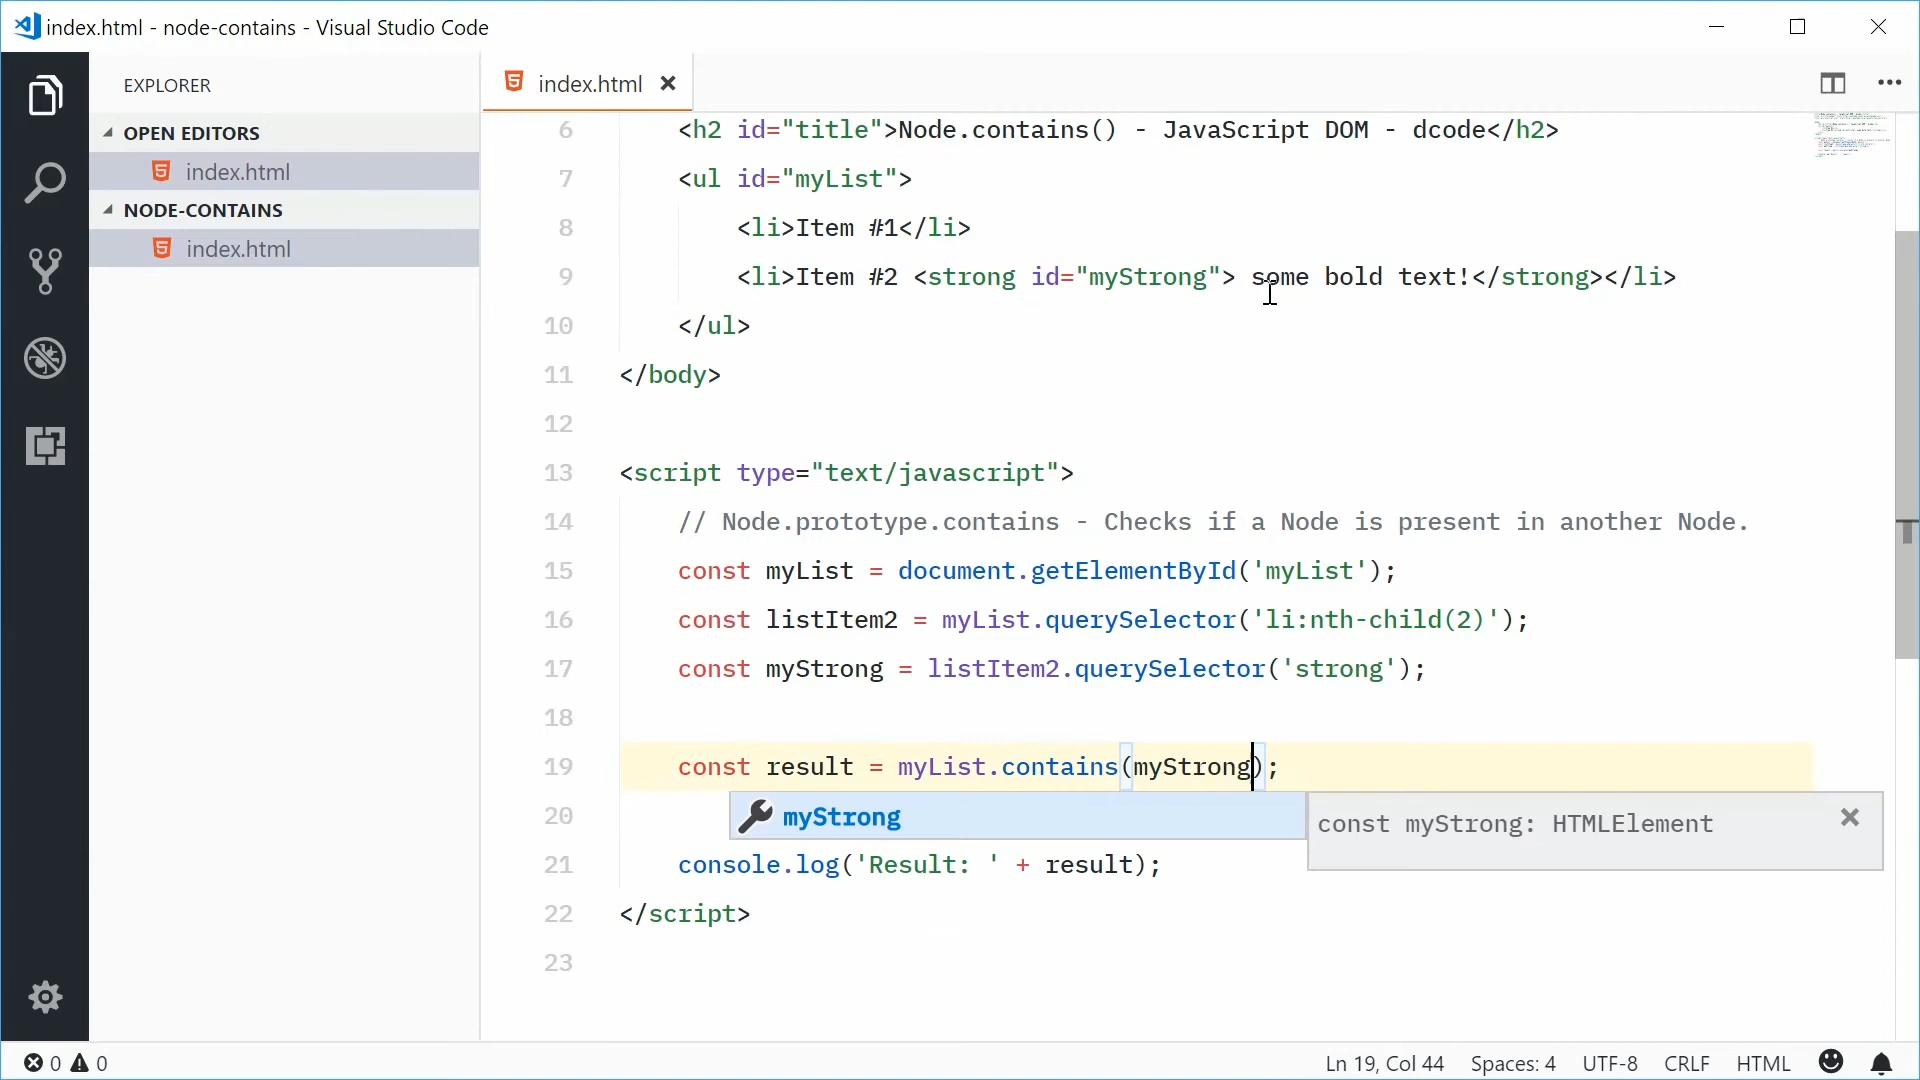 index.html - node-contains - Visual Studio Code
EXPLORER
OPEN EDITORS
index.html
NODE-CONTAINS
index.html
index.html
6 <h2 id="title">Node.contains() - JavaScript DOM - dcode</h2>
7 <ul id="myList">
8 <li>Item #1</li>
9 <li>Item #2 <strong id="myStrong"> some bold text!</strong></li>
10 </ul>
11 </body>
12
13 <script type="text/javascript">
14 // Node.prototype.contains - Checks if a Node is present in another Node.
15 const myList = document.getElementById('myList');
16 const listItem2 = myList.querySelector('li:nth-child(2)');
17 const myStrong = listItem2.querySelector('strong');
18
19 const result = myList.contains(myStrong);
20 myStrong
const myStrong: HTMLElement
21 console.log('Result: ' + result);
22 </script>
23
0 0
Ln 19, Col 44 Spaces: 4 UTF-8 CRLF HTML